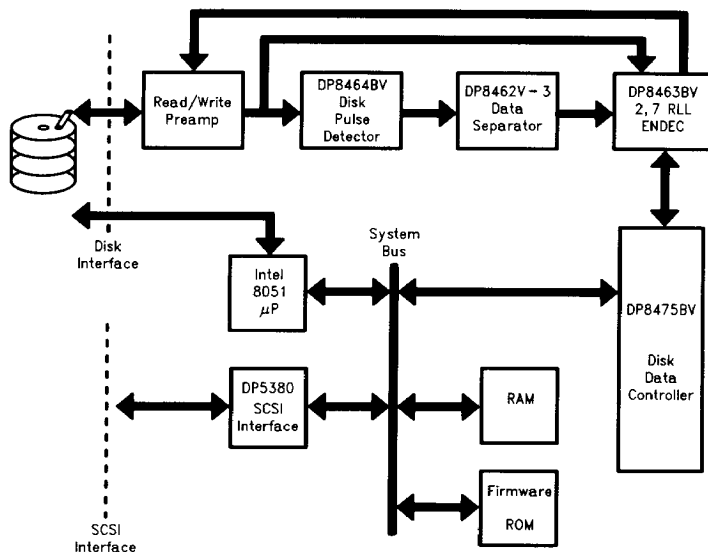 Read/Write
Preamp
DP8464BV
Disk
Pulse
Detector
DP8462V-3
Data
Separator
DP8463BV
2, 7 RLL
ENDEC
Disk
Interface
Intel
8051
μP
System
Bus
DP8475BV
Disk
Data
Controller
DP5380
SCSI
Interface
RAM
Firmware
ROM
SCSI
Interface